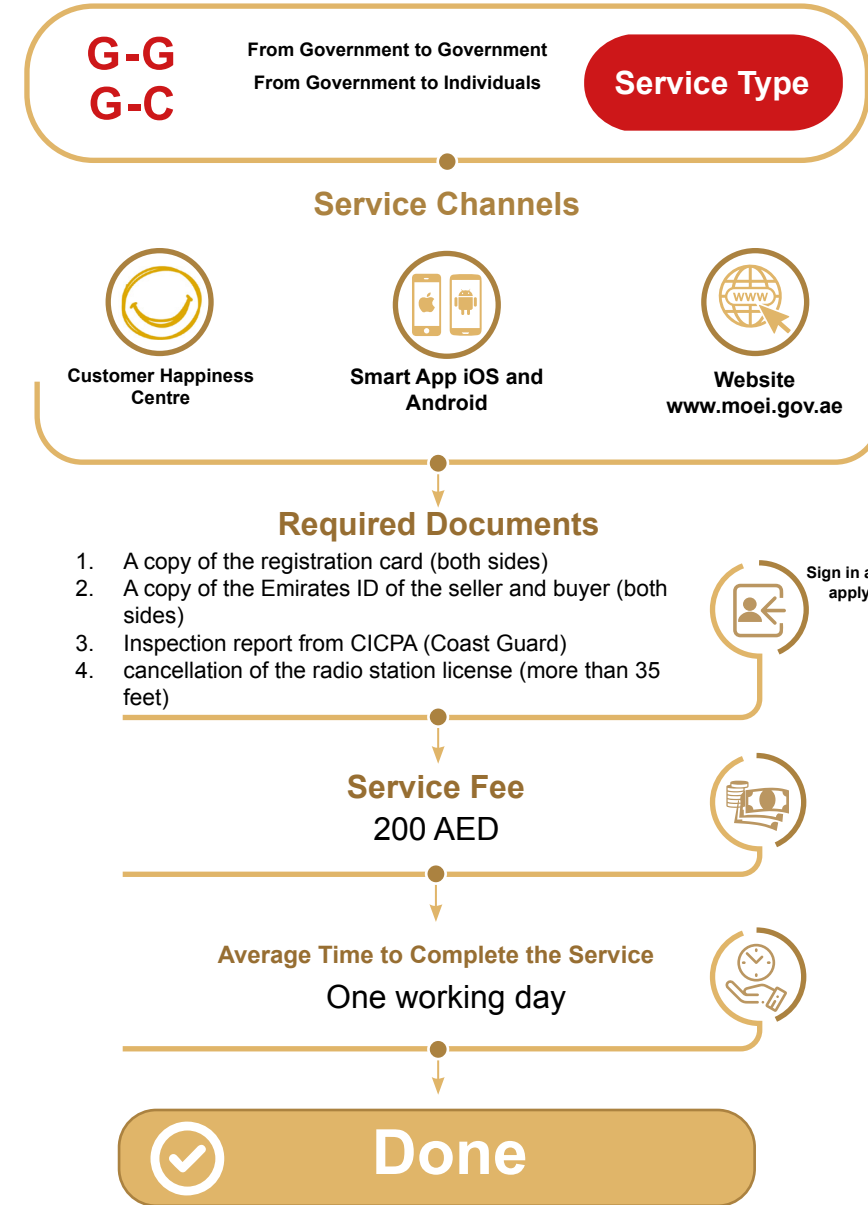 G-G
From Government to Government
Service Type
G-C
From Government to Individuals
Service Channels
www
Customer Happiness
Centre
Smart App iOS and
Android
Website
www.moei.gov.ae
Required Documents
1. A copy of the registration card (both sides)
2. A copy of the Emirates ID of the seller and buyer (both
sides)
3. Inspection report from CICPA (Coast Guard)
4. cancellation of the radio station license (more than 35
feet)
Sign in a
apply
Service Fee
200 AED
Average Time to Complete the Service
One working day
Done